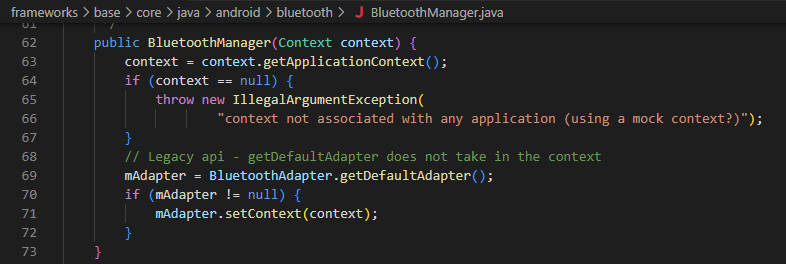 frameworks > base > core > java > android > bluetooth > J BluetoothManager.java
62 public BluetoothManager(Context context) {
63 context = context.getApplicationContext();
64 if (context == null) {
65 throw new IllegalArgumentException(
66 "context not associated with any application (using a mock context?)");
67 }
68 // Legacy api - getDefaultAdapter does not take in the context
69 mAdapter = BluetoothAdapter.getDefaultAdapter();
70 if (mAdapter != null) {
71 mAdapter.setContext(context);
72 }
73 }